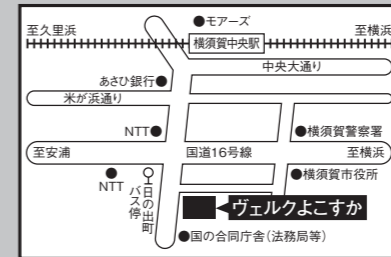 ●モアーズ
至久里浜
至横浜
横須賀中央駅
中央大通り
あさひ銀行●
米が浜通り
NTT●
●横須賀警察署
至安浦
国道16号線
至横浜
●横須賀市役所
NTT
日の出町
バス停
ヴェルクよこすか
●国の合同庁舎(法務局等)